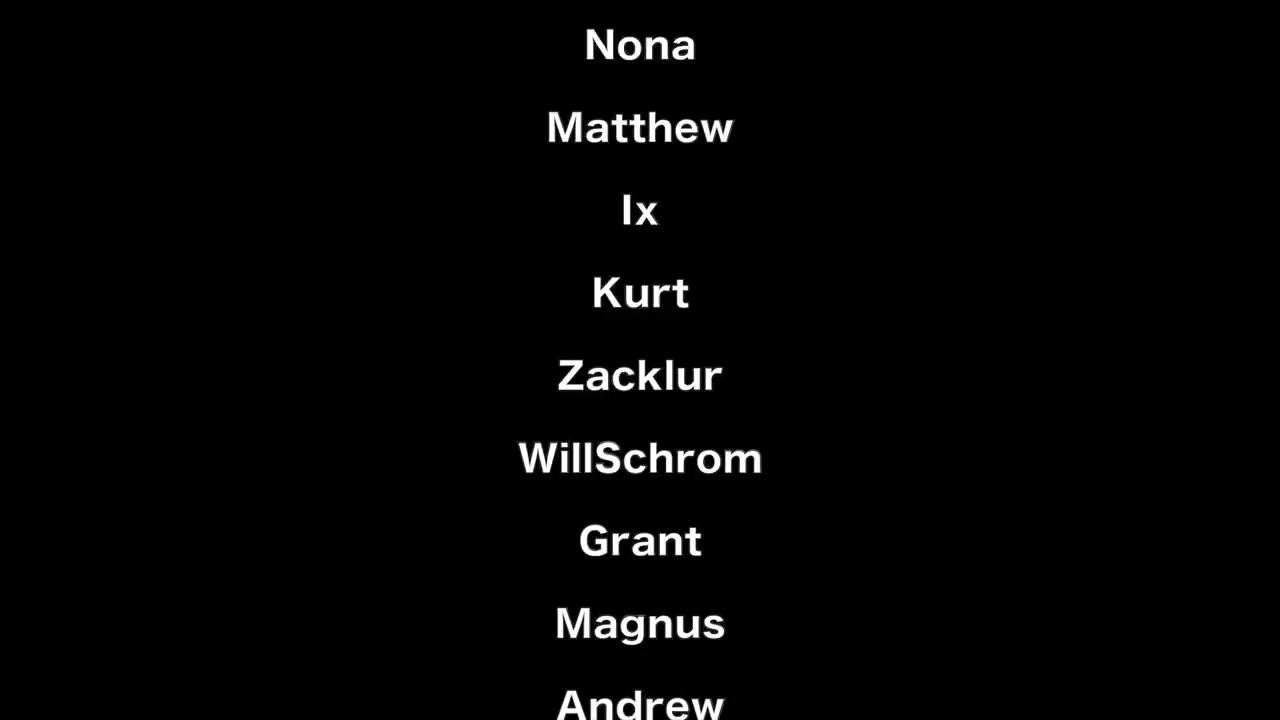 Nona
Matthew
Ix
Kurt
Zacklur
WillSchrom
Grant
Magnus
Andrew